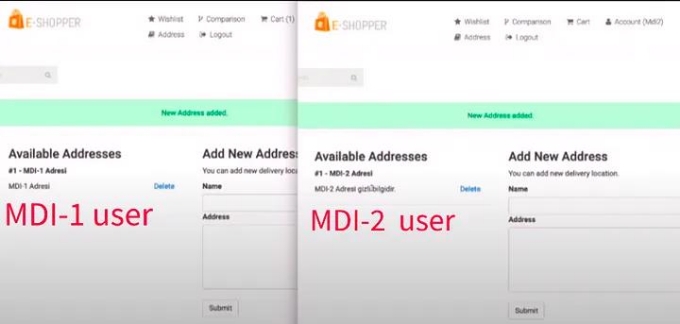 E-SHOPPER
Wishlist
Comparison
Cart (1)
Address
Logout
New Address added.
Available Addresses
#1 - MDI-1 Adresi
MDI-1 Adresi
Delete
MDI-1 user
Add New Address
You can add new delivery loca
Name
Address
Submit
E-SHOPPER
Wishlist
Comparison
Cart
Account (Mdi2)
Address
Logout
New Address added.
Available Addresses
#1 - MDI-2 Adresi
MDI-2 Adresi gizli bilgidir.
Delete
MDI-2 user
Add New Address
You can add new delivery location.
Name
Address
Submit